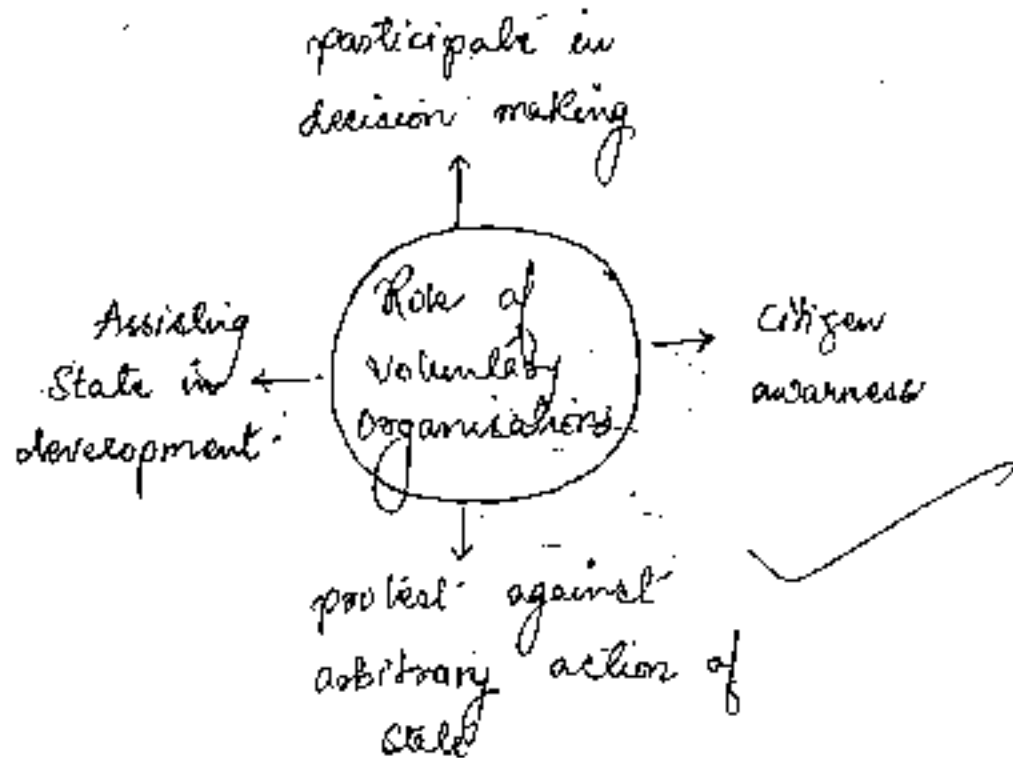 participate in
decision making
Role of
voluntary
organisations
Assisting
State in
development
Citizen
awarness
protest against
arbitrary action of
state